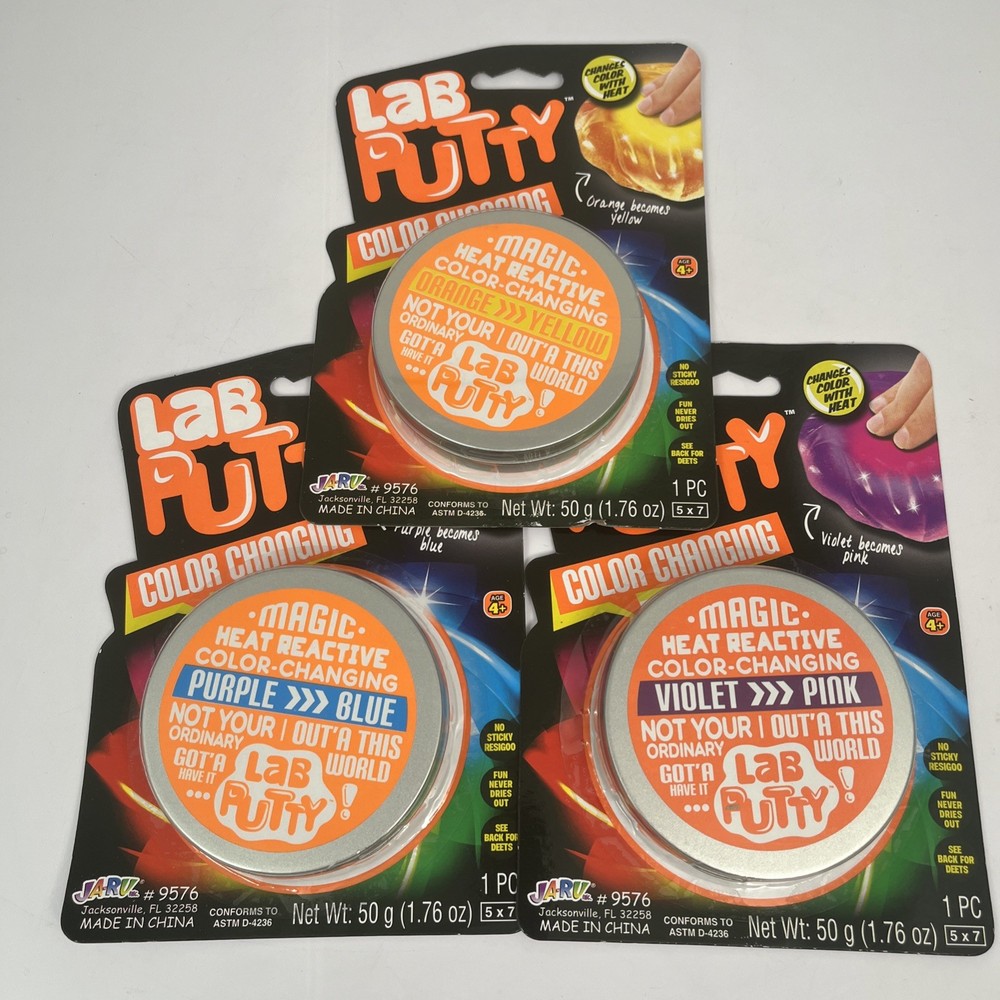 LaB
PUTTY™
CHANGES
COLOR
WITH
HEAT
Orange becomes
yellow
COLOR CHANGING
AGE
4+
•MAGIC•
HEAT REACTIVE
COLOR-CHANGING
ORANGE >>> YELLOW
NOT YOUR | OUT'A THIS
ORDINARY WORLD
GOT'A
HAVE IT
...
LaB
PUTTY™ !
NO
STICKY
RESIGOO
FUN
NEVER
DRIES
OUT
SEE
BACK FOR
DEETS
JA-RU # 9576
Jacksonville, FL 32258
MADE IN CHINA
CONFORMS TO
ASTM D-4236
Net Wt: 50 g (1.76 oz)
1 PC
5 x 7
LaB
PUT
Purple becomes
blue
COLOR CHANGING
AGE
4+
•MAGIC•
HEAT REACTIVE
COLOR-CHANGING
PURPLE >>> BLUE
NOT YOUR | OUT'A THIS
ORDINARY WORLD
GOT'A
HAVE IT
...
LaB
PUTTY™ !
NO
STICKY
RESIGOO
FUN
NEVER
DRIES
OUT
SEE
BACK FOR
DEETS
JA-RU # 9576
Jacksonville, FL 32258
MADE IN CHINA
CONFORMS TO
ASTM D-4236
Net Wt: 50 g (1.76 oz)
1 PC
5 x 7
TY™
CHANGES
COLOR
WITH
HEAT
Violet becomes
pink
COLOR CHANGING
AGE
4+
•MAGIC•
HEAT REACTIVE
COLOR-CHANGING
VIOLET >>> PINK
NOT YOUR | OUT'A THIS
ORDINARY WORLD
GOT'A
HAVE IT
...
LaB
PUTTY™ !
NO
STICKY
RESIGOO
FUN
NEVER
DRIES
OUT
SEE
BACK FOR
DEETS
JA-RU # 9576
Jacksonville, FL 32258
MADE IN CHINA
CONFORMS TO
ASTM D-4236
Net Wt: 50 g (1.76 oz)
1 PC
5 x 7